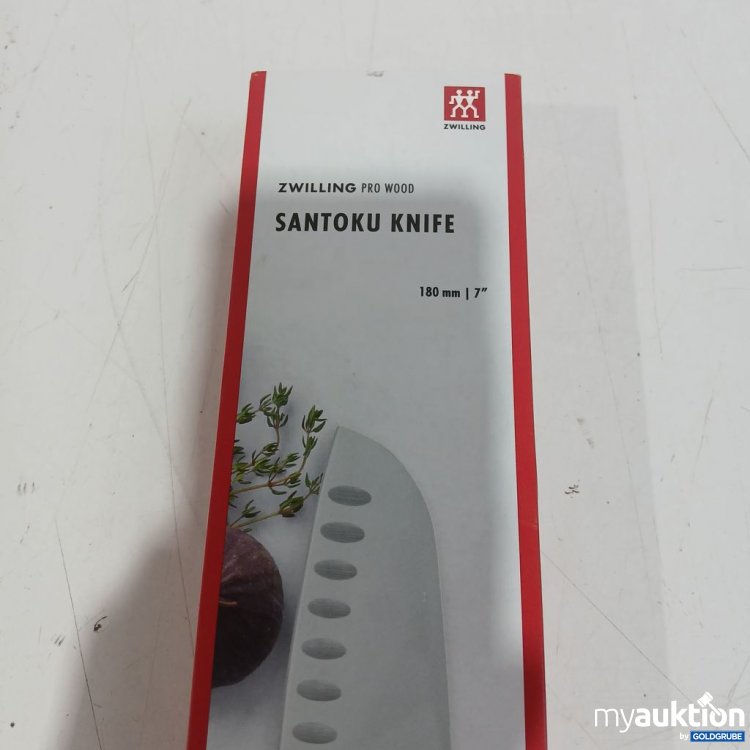 ZWILLING
ZWILLING PRO WOOD
SANTOKU KNIFE
180 mm | 7"
myauktion
by GOLDGRUBE